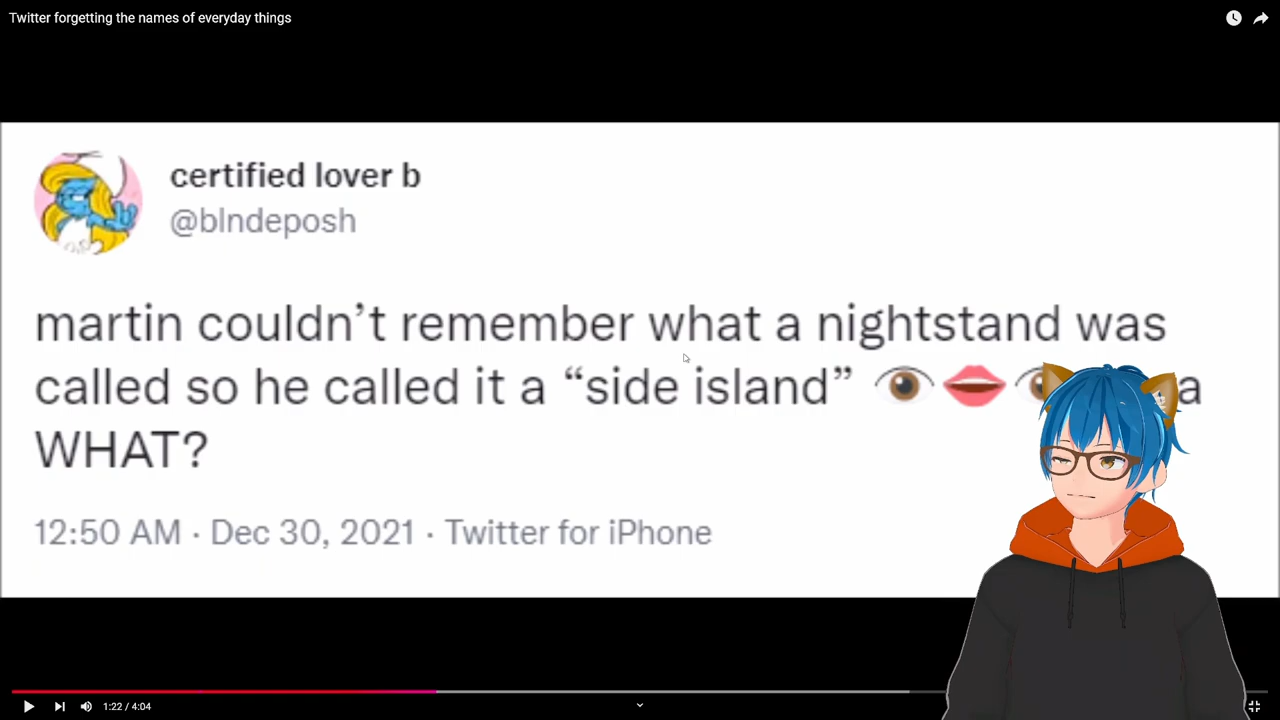 Twitter forgetting the names of everyday things
certified lover b
@blndeposh
martin couldn’t remember what a nightstand was
called so he called it a “side island” 👁️👄👁️ a
WHAT?
12:50 AM · Dec 30, 2021 · Twitter for iPhone
1:22 / 4:04